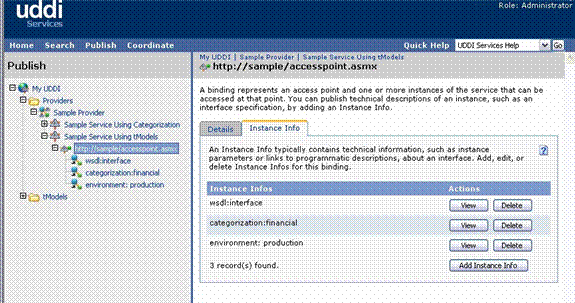 uddi
Services
Role: Administrator
Home Search Publish Coordinate
Quick Help UDDI Services Help Go
Publish
My UDDI
Providers
Sample Provider
Sample Service Using Categorization
Sample Service Using tModels
http://sample/accesspoint.asmx
wsdl:interface
categorization:financial
environment: production
tModels
My UDDI | Sample Provider | Sample Service Using tModels
http://sample/accesspoint.asmx
A binding represents an access point and one or more instances of the service that can be
accessed at that point. You can publish technical descriptions of an instance, such as an
interface specification, by adding an Instance Info.
Details Instance Info
An Instance Info typically contains technical information, such as instance
parameters or links to programmatic descriptions, about an interface. Add, edit, or
delete Instance Infos for this binding.
?
Instance Infos Actions
wsdl:interface View Delete
categorization:financial View Delete
environment: production View Delete
3 record(s) found. Add Instance Info